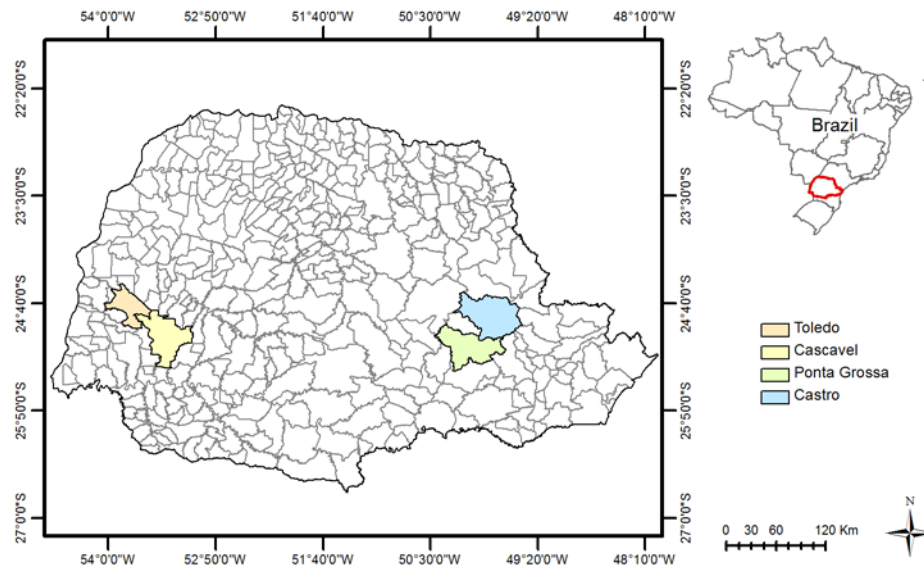 54°0'0"W 52°50'0"W 51°40'0"W 50°30'0"W 49°20'0"W 48°10'0"W
22°20'0"S 22°20'0"S
23°30'0"S 23°30'0"S
24°40'0"S 24°40'0"S
25°50'0"S 25°50'0"S
27°0'0"S 27°0'0"S
54°0'0"W 52°50'0"W 51°40'0"W 50°30'0"W 49°20'0"W 48°10'0"W
Brazil
Toledo
Cascavel
Ponta Grossa
Castro
N
0 30 60 120 Km